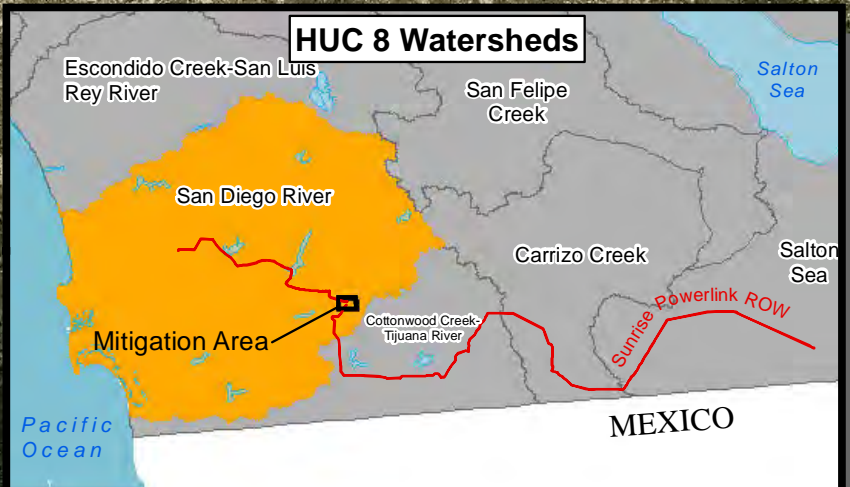 HUC 8 Watersheds
Escondido Creek-San Luis
Rey River
San Felipe
Creek
Salton
Sea
San Diego River
Carrizo Creek
Salton
Sea
Sunrise Powerlink ROW
Cottonwood Creek-
Tijuana River
Mitigation Area
Pacific
Ocean
MEXICO